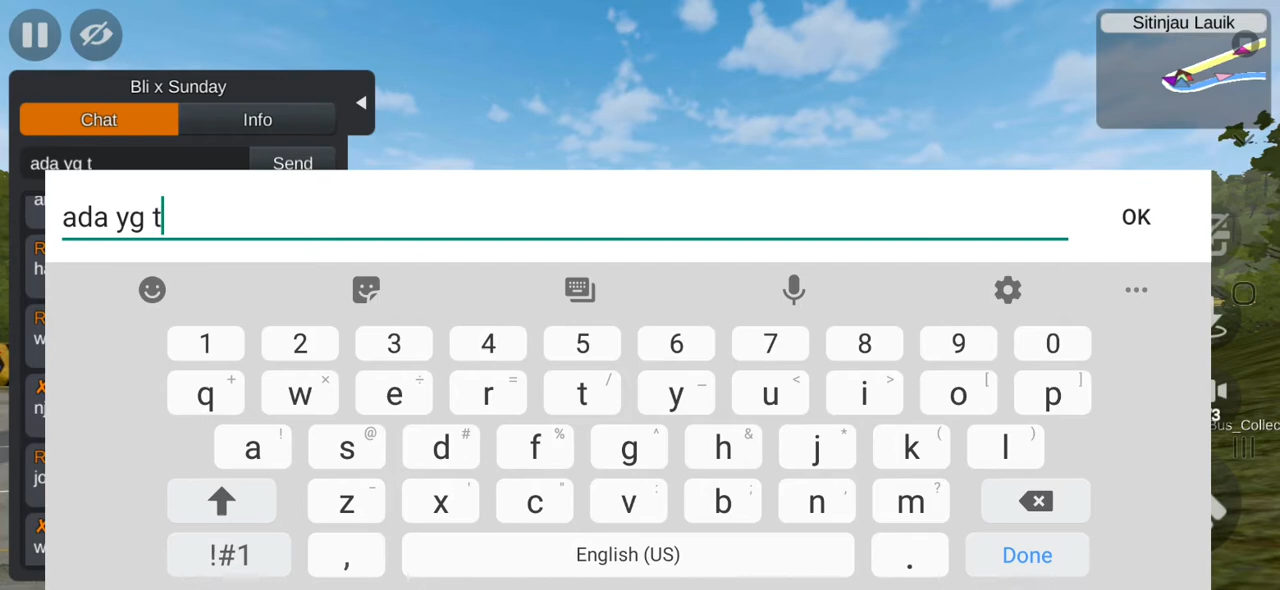 Sitinjau Lauik
Bli x Sunday
Chat
Info
ada yg t
Send
ada yg t
OK
1 2 3 4 5 6 7 8 9 0
q + w × e ÷ r = t / y _ u < i > o [ p ]
a ! s @ d # f % g ^ h & j * k ( l )
z - x ' c " v : b ; n , m ?
!#1 , English (US) . Done
3